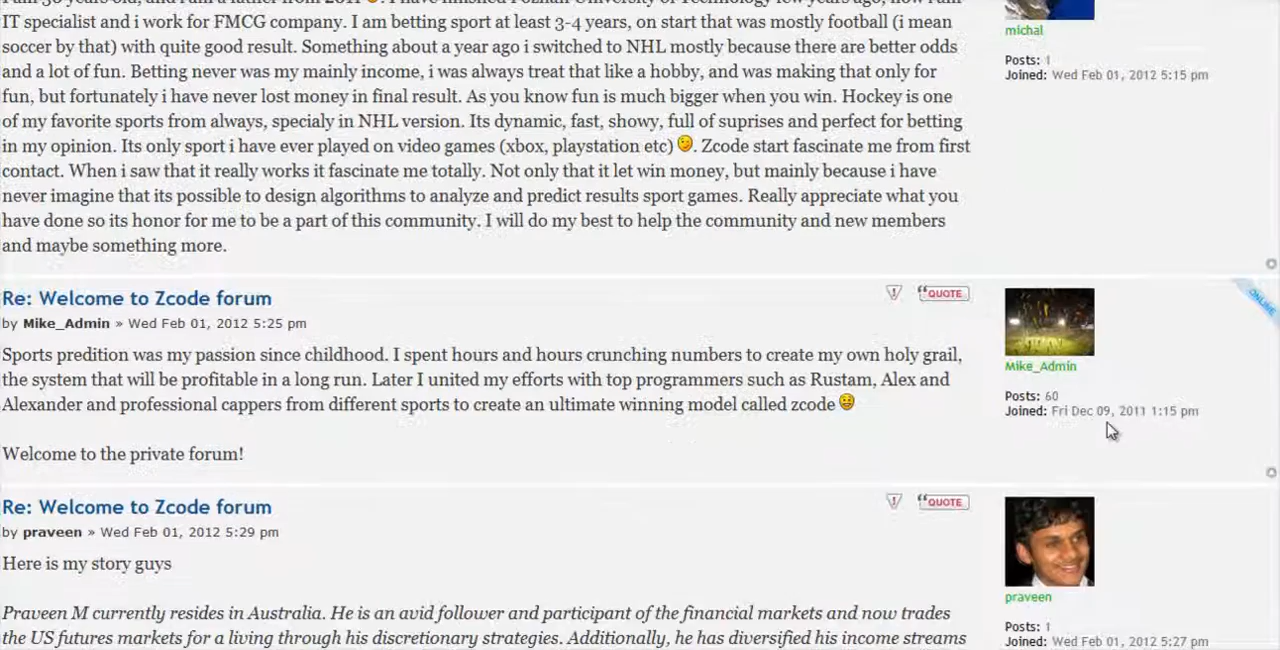 IT specialist and i work for FMCG company. I am betting sport at least 3-4 years, on start that was mostly football (i mean
soccer by that) with quite good result. Something about a year ago i switched to NHL mostly because there are better odds
and a lot of fun. Betting never was my mainly income, i was always treat that like a hobby, and was making that only for
fun, but fortunately i have never lost money in final result. As you know fun is much bigger when you win. Hockey is one
of my favorite sports from always, specialy in NHL version. Its dynamic, fast, showy, full of suprises and perfect for betting
in my opinion. Its only sport i have ever played on video games (xbox, playstation etc) . Zcode start fascinate me from first
contact. When i saw that it really works it fascinate me totally. Not only that it let win money, but mainly because i have
never imagine that its possible to design algorithms to analyze and predict results sport games. Really appreciate what you
have done so its honor for me to be a part of this community. I will do my best to help the community and new members
and maybe something more.
michal
Posts: 1
Joined: Wed Feb 01, 2012 5:15 pm
Re: Welcome to Zcode forum
QUOTE
by Mike_Admin » Wed Feb 01, 2012 5:25 pm
Sports predition was my passion since childhood. I spent hours and hours crunching numbers to create my own holy grail,
the system that will be profitable in a long run. Later I united my efforts with top programmers such as Rustam, Alex and
Alexander and professional cappers from different sports to create an ultimate winning model called zcode
Welcome to the private forum!
ONLINE
Mike_Admin
Posts: 60
Joined: Fri Dec 09, 2011 1:15 pm
Re: Welcome to Zcode forum
QUOTE
by praveen » Wed Feb 01, 2012 5:29 pm
Here is my story guys
Praveen M currently resides in Australia. He is an avid follower and participant of the financial markets and now trades
the US futures markets for a living through his discretionary strategies. Additionally, he has diversified his income streams
praveen
Posts: 1
Joined: Wed Feb 01, 2012 5:27 pm